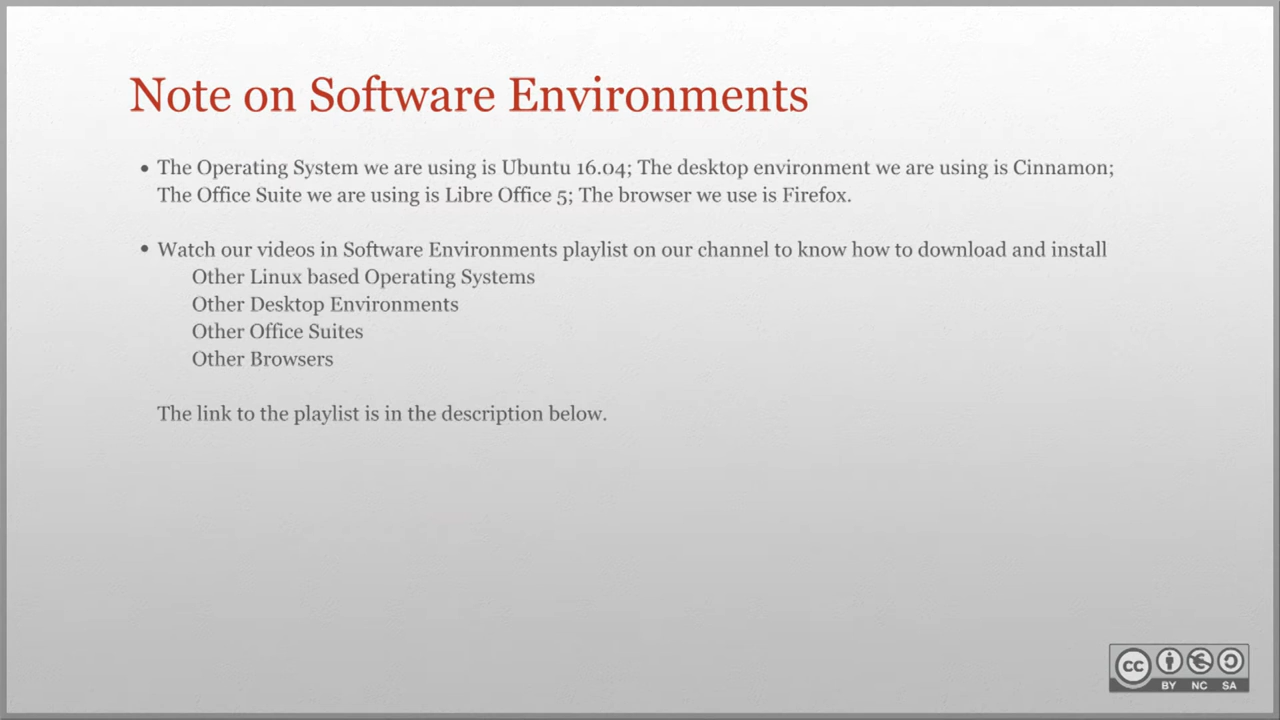 Note on Software Environments
• The Operating System we are using is Ubuntu 16.04; The desktop environment we are using is Cinnamon;
The Office Suite we are using is Libre Office 5; The browser we use is Firefox.
• Watch our videos in Software Environments playlist on our channel to know how to download and install
Other Linux based Operating Systems
Other Desktop Environments
Other Office Suites
Other Browsers
The link to the playlist is in the description below.
cc
BY NC SA